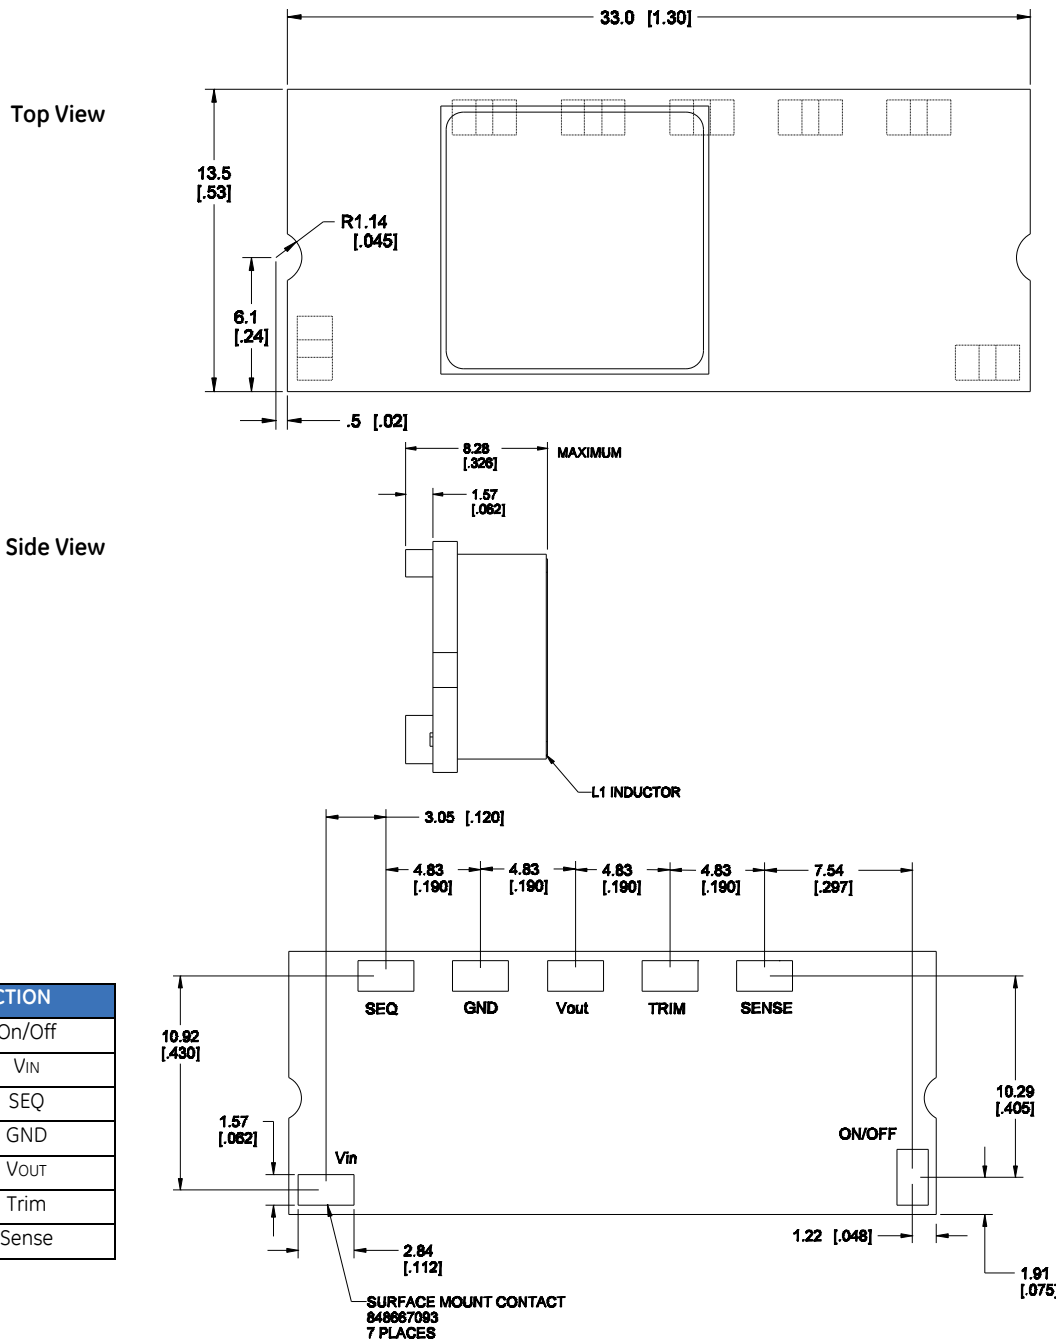 33.0 [1.30]
Top View
13.5
[.53]
R1.14
[.045]
6.1
[.24]
.5 [.02]
8.28
[.326]
MAXIMUM
1.57
[.062]
Side View
L1 INDUCTOR
3.05 [.120]
4.83
[.190]
4.83
[.190]
4.83
[.190]
4.83
[.190]
7.54
[.297]
SEQ
GND
Vout
TRIM
SENSE
10.92
[.430]
10.29
[.405]
1.57
[.062]
Vin
ON/OFF
1.22 [.048]
2.84
[.112]
1.91
[.075]
SURFACE MOUNT CONTACT
848667093
7 PLACES
CTION
On/Off
VIN
SEQ
GND
VOUT
Trim
Sense